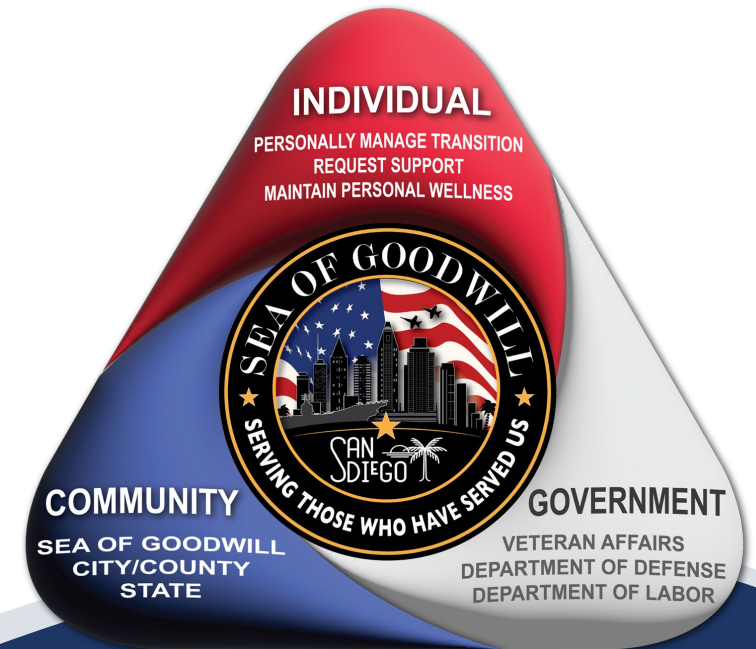 INDIVIDUAL
PERSONALLY MANAGE TRANSITION
REQUEST SUPPORT
MAINTAIN PERSONAL WELLNESS
SEA OF GOODWILL
SAN
DIEGO
SERVING THOSE WHO HAVE SERVED US
COMMUNITY
SEA OF GOODWILL
CITY/COUNTY
STATE
GOVERNMENT
VETERAN AFFAIRS
DEPARTMENT OF DEFENSE
DEPARTMENT OF LABOR